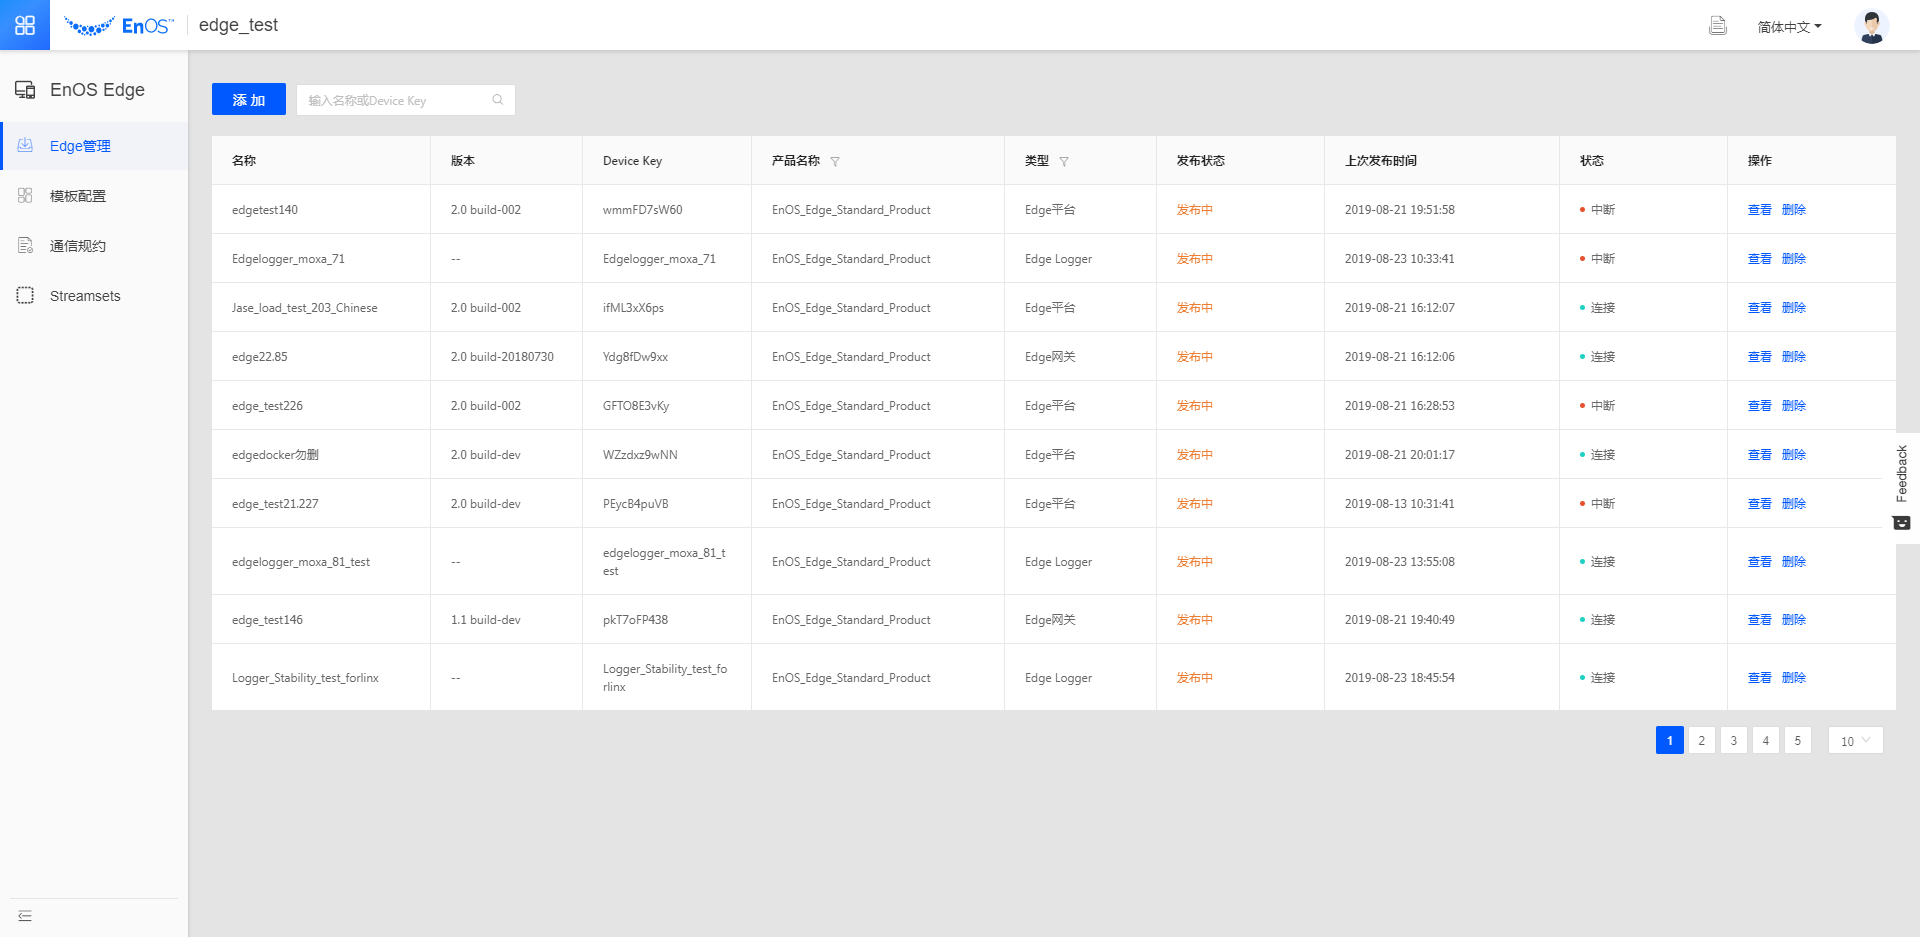 EnOS™ edge_test 简体中文
EnOS Edge
Edge管理
模板配置
通信规约
Streamsets
添 加 输入名称或Device Key
名称 版本 Device Key 产品名称 类型 发布状态 上次发布时间 状态 操作
edgetest140 2.0 build-002 wmmFD7sW60 EnOS_Edge_Standard_Product Edge平台 发布中 2019-08-21 19:51:58 中断 查看 删除
Edgelogger_moxa_71 -- Edgelogger_moxa_71 EnOS_Edge_Standard_Product Edge Logger 发布中 2019-08-23 10:33:41 中断 查看 删除
Jase_load_test_203_Chinese 2.0 build-002 ifML3xX6ps EnOS_Edge_Standard_Product Edge平台 发布中 2019-08-21 16:12:07 连接 查看 删除
edge22.85 2.0 build-20180730 Ydg8fDw9xx EnOS_Edge_Standard_Product Edge网关 发布中 2019-08-21 16:12:06 连接 查看 删除
edge_test226 2.0 build-002 GFTO8E3vKy EnOS_Edge_Standard_Product Edge平台 发布中 2019-08-21 16:28:53 中断 查看 删除
edgedocker勿删 2.0 build-dev WZzdxz9wNN EnOS_Edge_Standard_Product Edge平台 发布中 2019-08-21 20:01:17 连接 查看 删除
edge_test21.227 2.0 build-dev PEycB4puVB EnOS_Edge_Standard_Product Edge平台 发布中 2019-08-13 10:31:41 中断 查看 删除
edgelogger_moxa_81_test -- edgelogger_moxa_81_t
est EnOS_Edge_Standard_Product Edge Logger 发布中 2019-08-23 13:55:08 连接 查看 删除
edge_test146 1.1 build-dev pkT7oFP438 EnOS_Edge_Standard_Product Edge网关 发布中 2019-08-21 19:40:49 连接 查看 删除
Logger_Stability_test_forlinx -- Logger_Stability_test_fo
rlinx EnOS_Edge_Standard_Product Edge Logger 发布中 2019-08-23 18:45:54 连接 查看 删除
1 2 3 4 5 10
Feedback